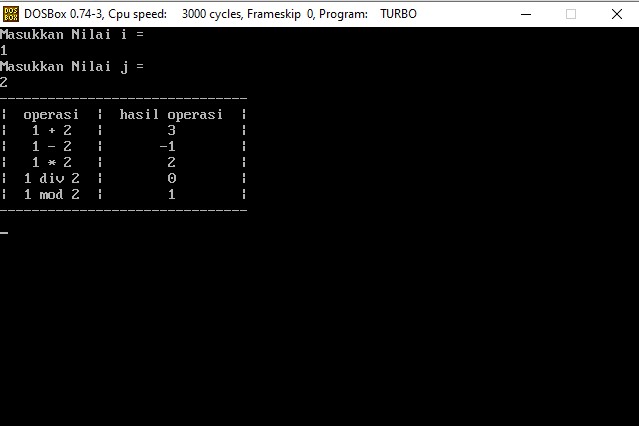 DOS BOX DOSBox 0.74-3, Cpu speed: 3000 cycles, Frameskip 0, Program: TURBO
Masukkan Nilai i =
1
Masukkan Nilai j =
2
-------------------------------
¦ operasi ¦ hasil operasi ¦
¦ 1 + 2 ¦ 3 ¦
¦ 1 - 2 ¦ -1 ¦
¦ 1 * 2 ¦ 2 ¦
¦ 1 div 2 ¦ 0 ¦
¦ 1 mod 2 ¦ 1 ¦
-------------------------------
_